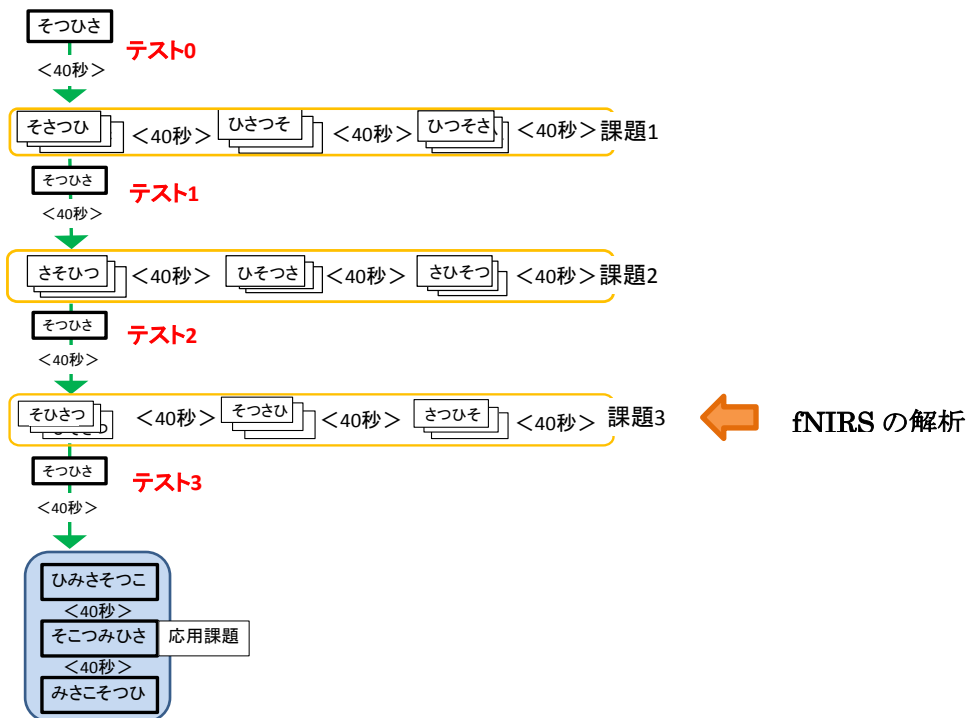 そつひさ
テスト0
＜40秒＞
そさつひ
＜40秒＞
ひさつそ
＜40秒＞
ひつそさ
＜40秒＞
課題1
そつひさ
テスト1
＜40秒＞
さそひつ
＜40秒＞
ひそつさ
＜40秒＞
さひそつ
＜40秒＞
課題2
そつひさ
テスト2
＜40秒＞
そひさつ
＜40秒＞
そつさひ
＜40秒＞
さつひそ
＜40秒＞
課題3
fNIRS の解析
そつひさ
テスト3
＜40秒＞
ひみさそつこ
＜40秒＞
そこつみひさ
応用課題
＜40秒＞
みさこそつひ